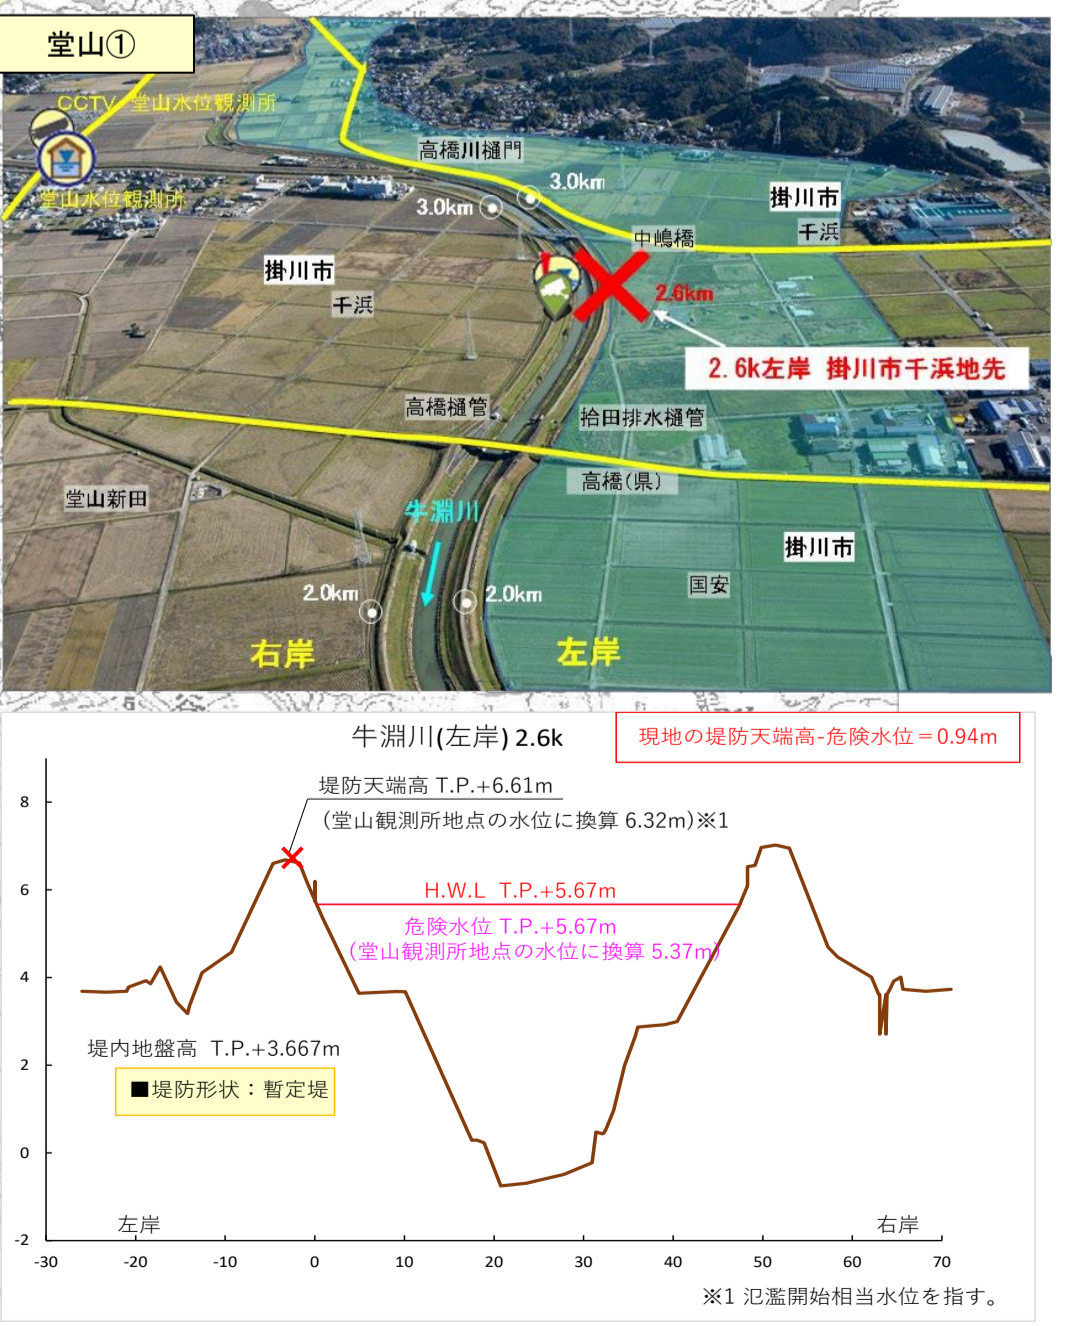 堂山①
CCTV 堂山水位観測所
堂山水位観測所
高橋川樋門
3.0km
3.0km
掛川市
千浜
中嶋橋
掛川市
千浜
2.6km
2.6k左岸 掛川市千浜地先
高橋樋管
拾田排水樋管
高橋(県)
堂山新田
牛淵川
掛川市
国安
2.0km
2.0km
右岸
左岸
牛淵川(左岸) 2.6k
現地の堤防天端高-危険水位＝0.94m
堤防天端高 T.P.+6.61m
(堂山観測所地点の水位に換算 6.32m)※1
H.W.L T.P.+5.67m
危険水位 T.P.+5.67m
(堂山観測所地点の水位に換算 5.37m)
堤内地盤高 T.P.+3.667m
■堤防形状：暫定堤
8
6
4
2
0
-2
左岸
右岸
-30 -20 -10 0 10 20 30 40 50 60 70
※1 氾濫開始相当水位を指す。